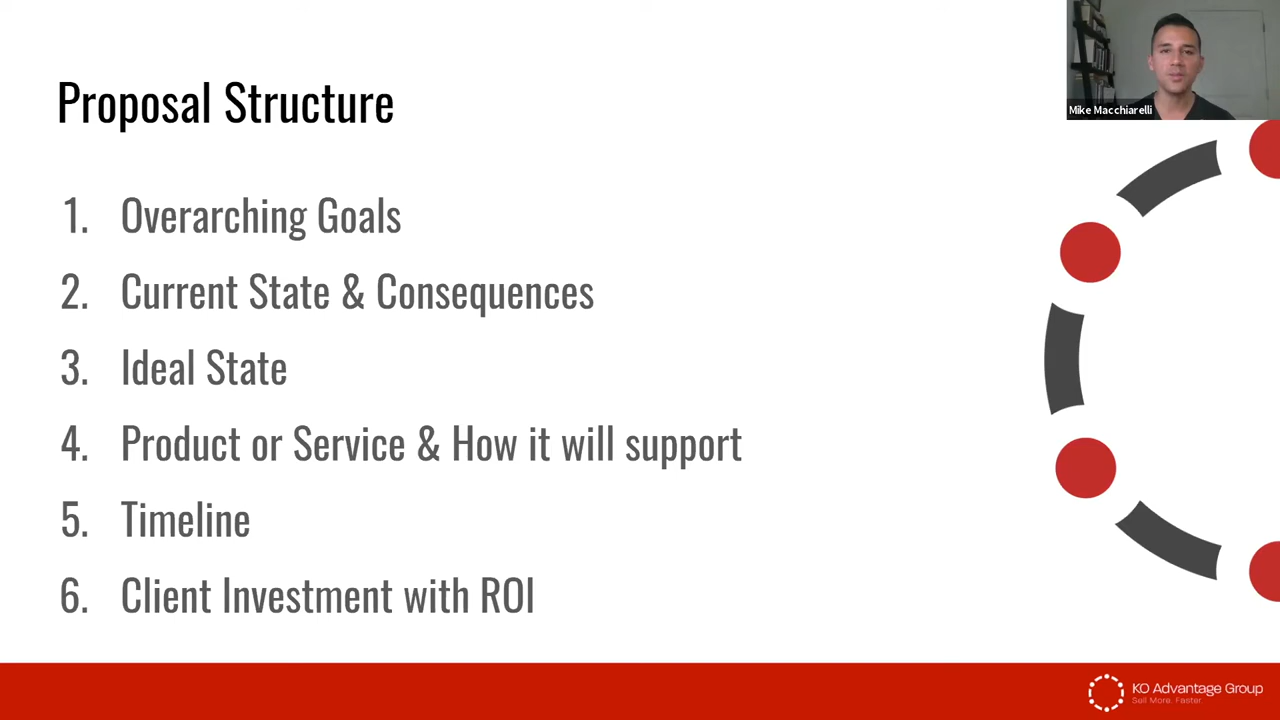 Proposal Structure
1. Overarching Goals
2. Current State & Consequences
3. Ideal State
4. Product or Service & How it will support
5. Timeline
6. Client Investment with ROI
Mike Macchiarelli
KO Advantage Group
Sell More. Faster.